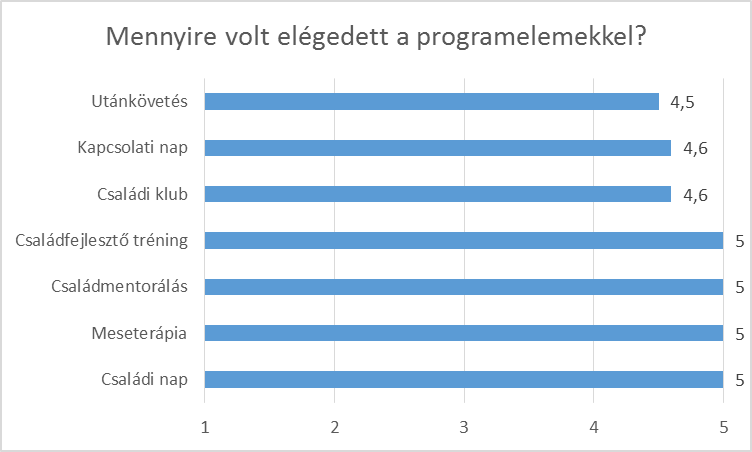 Mennyire volt elégedett a programelemekkel?
Utánkövetés 4,5
Kapcsolati nap 4,6
Családi klub 4,6
Családfejlesztő tréning 5
Családmentorálás 5
Meseterápia 5
Családi nap 5
1 2 3 4 5